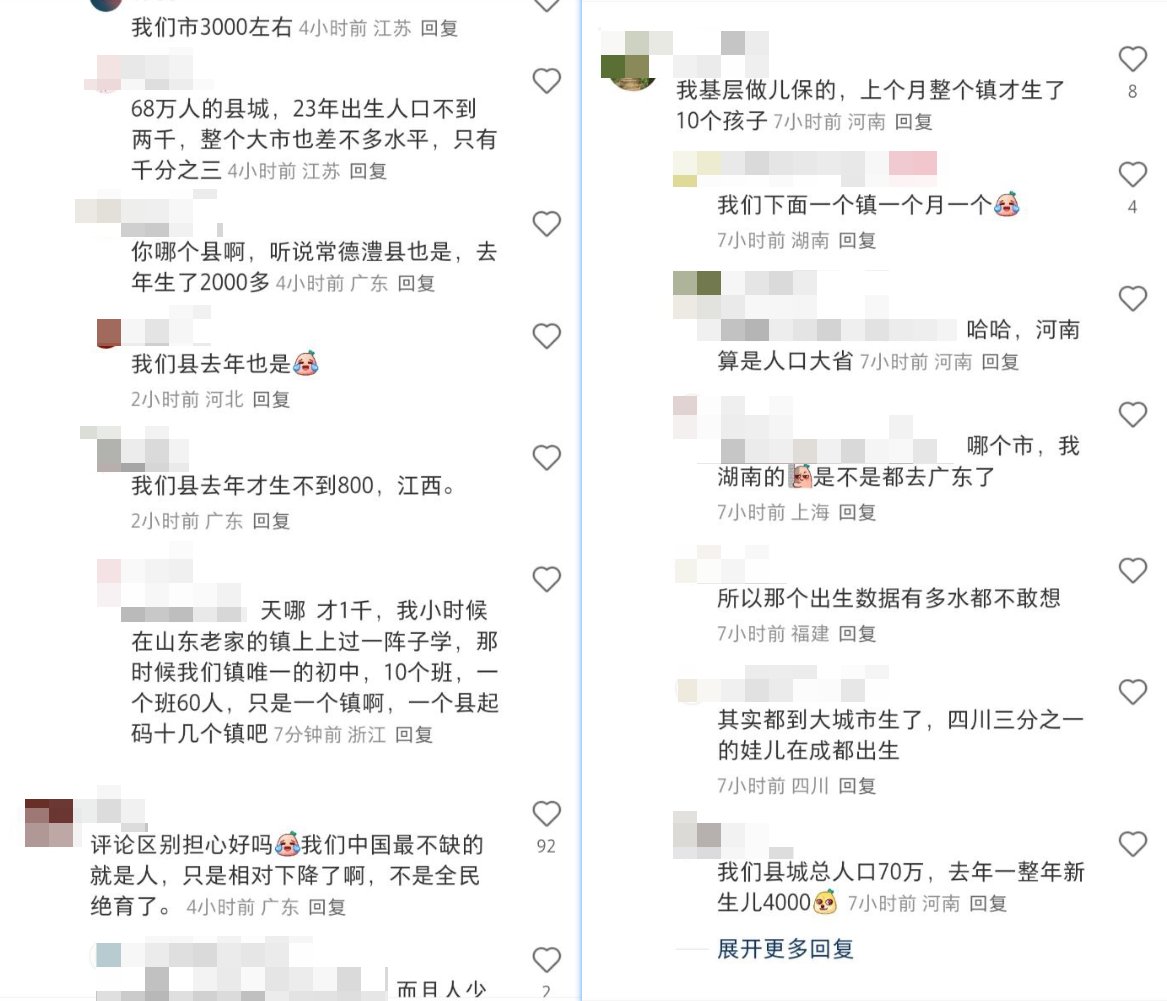 我们市3000左右 4小时前 江苏 回复
68万人的县城，23年出生人口不到
两千，整个大市也差不多水平，只有
千分之三 4小时前 江苏 回复
你哪个县啊，听说常德澧县也是，去
年生了2000多 4小时前 广东 回复
我们县去年也是
2小时前 河北 回复
我们县去年才生不到800，江西。
2小时前 广东 回复
天哪 才1千，我小时候
在山东老家的镇上上过一阵子学，那
时候我们镇唯一的初中，10个班，一
个班60人，只是一个镇啊，一个县起
码十几个镇吧 7分钟前 浙江 回复
评论区别担心好吗我们中国最不缺的
就是人，只是相对下降了啊，不是全民
绝育了。 4小时前 广东 回复
92
而且人少
2
我基层做儿保的，上个月整个镇才生了
10个孩子 7小时前 河南 回复
8
我们下面一个镇一个月一个
7小时前 湖南 回复
4
哈哈，河南
算是人口大省 7小时前 河南 回复
哪个市，我
湖南的是不是都去广东了
7小时前 上海 回复
所以那个出生数据有多水都不敢想
7小时前 福建 回复
其实都到大城市生了，四川三分之一
的娃儿在成都出生
7小时前 四川 回复
我们县城总人口70万，去年一整年新
生儿4000 7小时前 河南 回复
展开更多回复